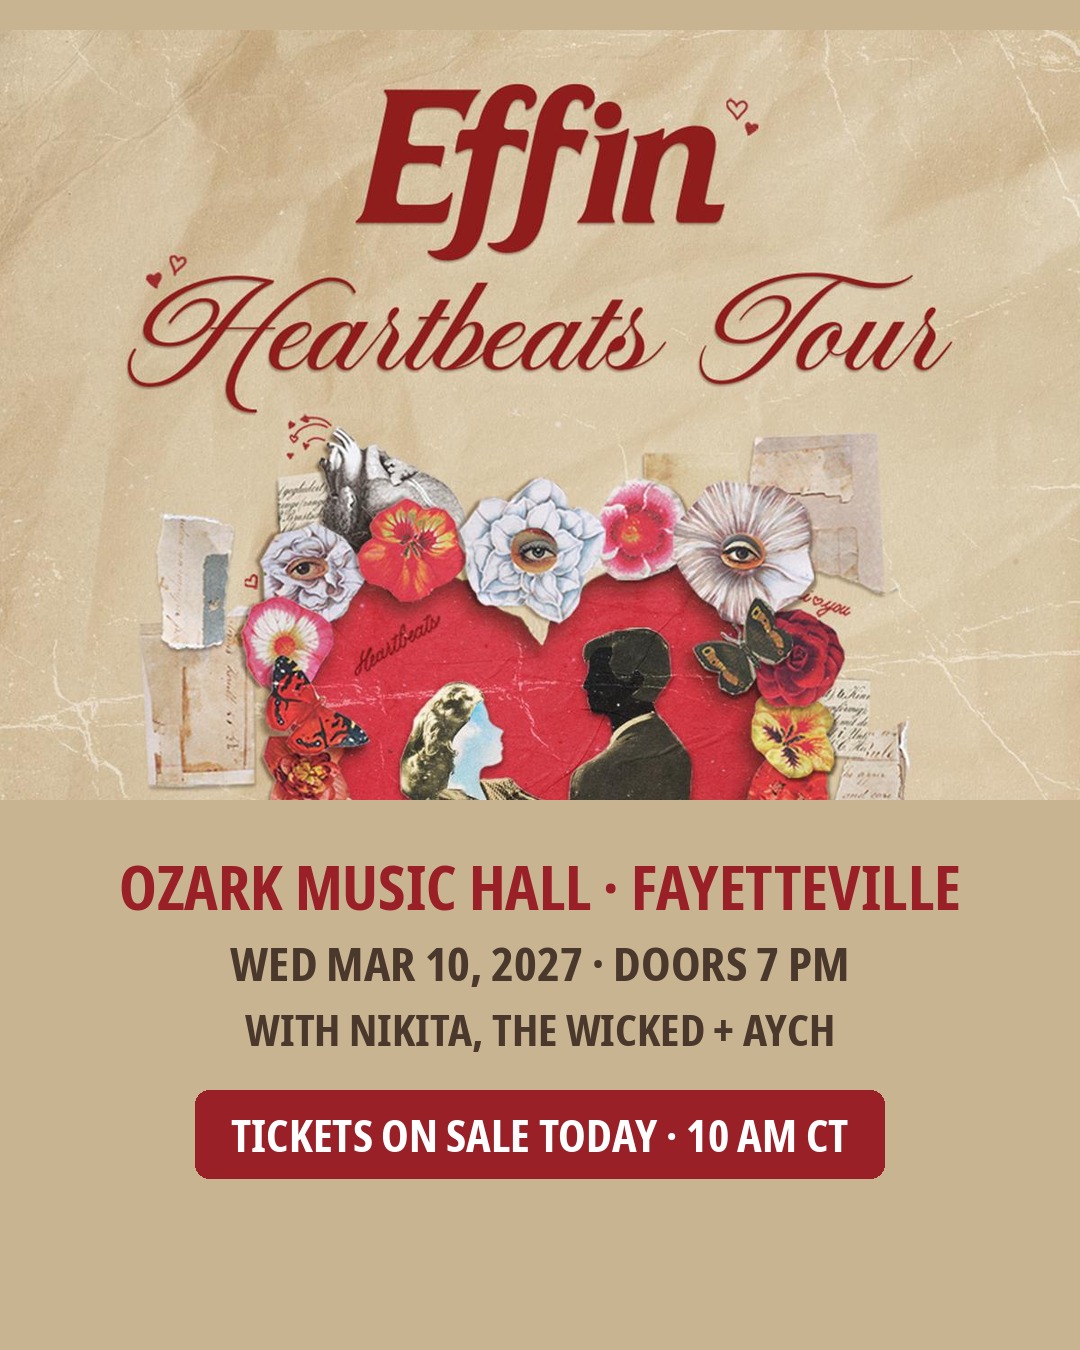 Effin
Heartbeats Tour
Heartbeats
you
OZARK MUSIC HALL · FAYETTEVILLE
WED MAR 10, 2027 · DOORS 7 PM
WITH NIKITA, THE WICKED + AYCH
TICKETS ON SALE TODAY · 10 AM CT